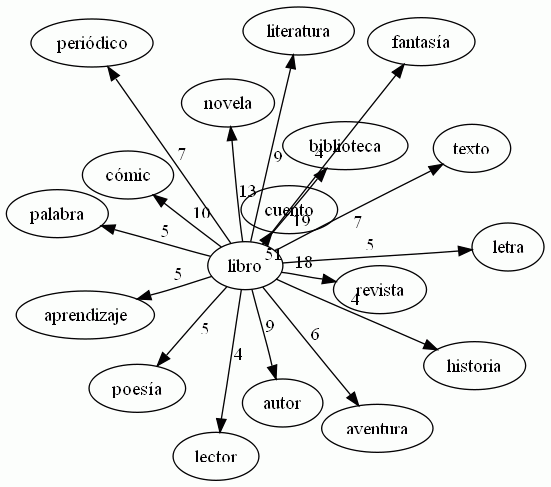 literatura
periódico
fantasía
7
novela
9
4
biblioteca
texto
cómic
13
10
cuento
19
7
palabra
5
5
letra
51
18
libro
5
revista
4
aprendizaje
5
9
6
4
historia
poesía
autor
aventura
lector